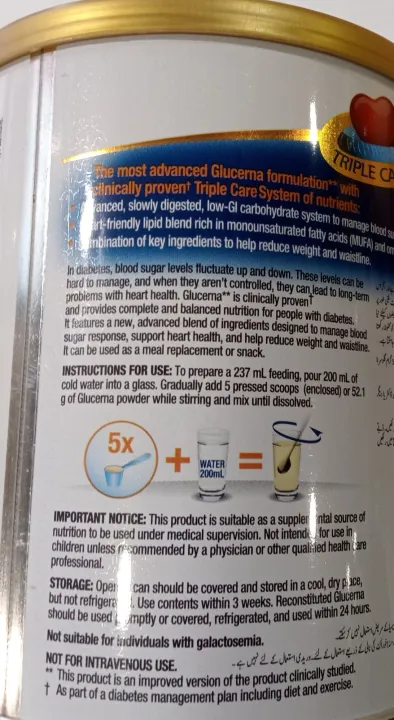 TRIPLE CA
The most advanced Glucerna formulation** with
clinically proven† Triple Care System of nutrients:
anced, slowly digested, low-GI carbohydrate system to manage blood su
art-friendly lipid blend rich in monounsaturated fatty acids (MUFA) and om
mbination of key ingredients to help reduce weight and waistline.
In diabetes, blood sugar levels fluctuate up and down. These levels can be
hard to manage, and when they aren't controlled, they can lead to long-term
problems with heart health. Glucerna** is clinically proven†
and provides complete and balanced nutrition for people with diabetes.
It features a new, advanced blend of ingredients designed to manage blood
sugar response, support heart health, and help reduce weight and waistline.
It can be used as a meal replacement or snack.
INSTRUCTIONS FOR USE: To prepare a 237 mL feeding, pour 200 mL of
cold water into a glass. Gradually add 5 pressed scoops (enclosed) or 52.1
g of Glucerna powder while stirring and mix until dissolved.
5x + WATER =
200mL
IMPORTANT NOTICE: This product is suitable as a supplemental source of
nutrition to be used under medical supervision. Not intended for use in
children unless recommended by a physician or other qualified health care
professional.
STORAGE: Opened can should be covered and stored in a cool, dry place,
but not refrigerated. Use contents within 3 weeks. Reconstituted Glucerna
should be used promptly or covered, refrigerated, and used within 24 hours.
Not suitable for individuals with galactosemia.
NOT FOR INTRAVENOUS USE.
** This product is an improved version of the product clinically studied.
† As part of a diabetes management plan including diet and exercise.